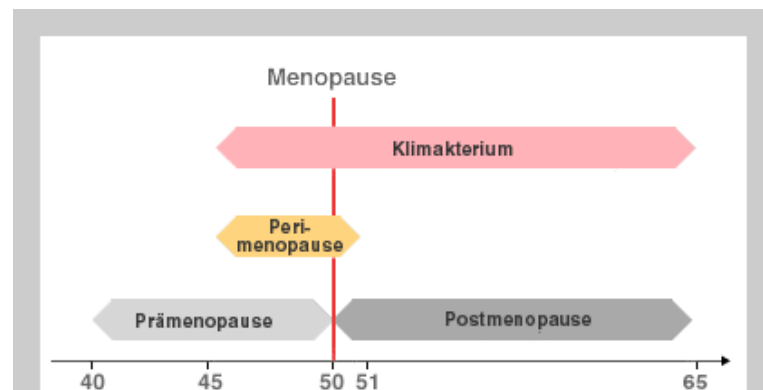 Menopause
Klimakterium
Peri-
menopause
Prämenopause
Postmenopause
40 45 50 51 65